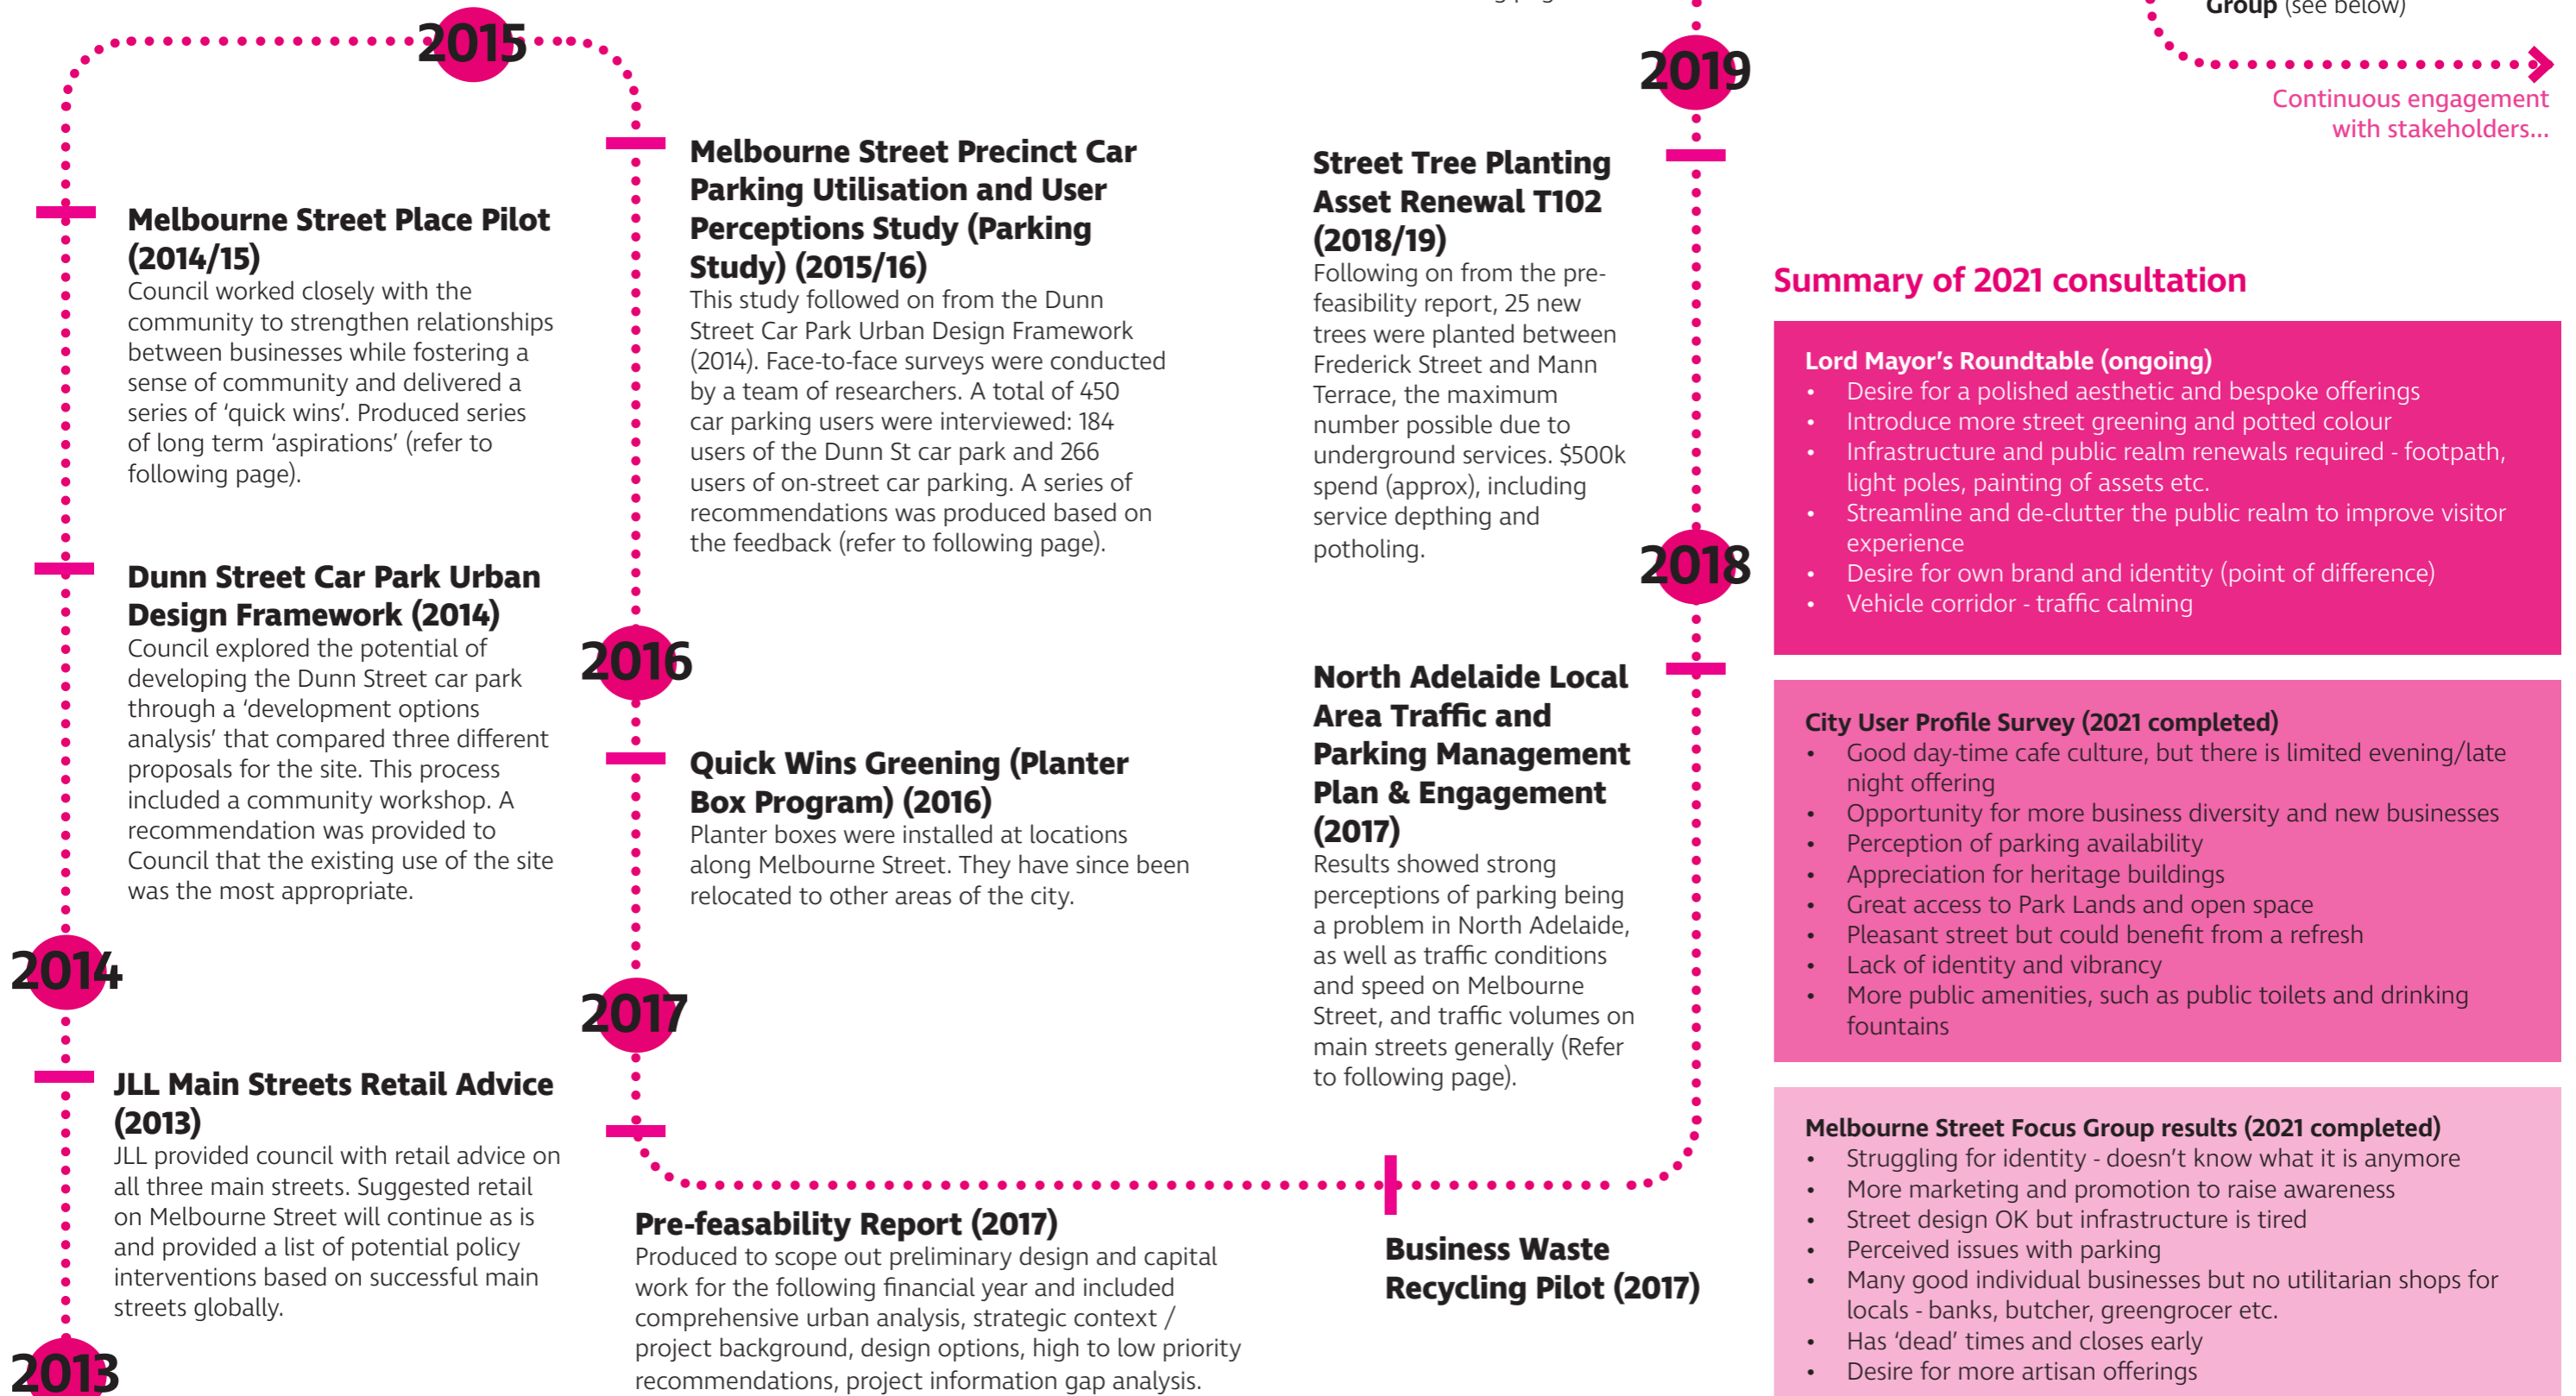 2015
Melbourne Street Place Pilot
(2014/15)
Council worked closely with the
community to strengthen relationships
between businesses while fostering a
sense of community and delivered a
series of ‘quick wins’. Produced series
of long term ‘aspirations’ (refer to
following page).
Dunn Street Car Park Urban
Design Framework (2014)
Council explored the potential of
developing the Dunn Street car park
through a ‘development options
analysis’ that compared three different
proposals for the site. This process
included a community workshop. A
recommendation was provided to
Council that the existing use of the site
was the most appropriate.
2014
JLL Main Streets Retail Advice
(2013)
JLL provided council with retail advice on
all three main streets. Suggested retail
on Melbourne Street will continue as is
and provided a list of potential policy
interventions based on successful main
streets globally.
2013
Melbourne Street Precinct Car
Parking Utilisation and User
Perceptions Study (Parking
Study) (2015/16)
This study followed on from the Dunn
Street Car Park Urban Design Framework
(2014). Face-to-face surveys were conducted
by a team of researchers. A total of 450
car parking users were interviewed: 184
users of the Dunn St car park and 266
users of on-street car parking. A series of
recommendations was produced based on
the feedback (refer to following page).
2016
Quick Wins Greening (Planter
Box Program) (2016)
Planter boxes were installed at locations
along Melbourne Street. They have since been
relocated to other areas of the city.
2017
Pre-feasability Report (2017)
Produced to scope out preliminary design and capital
work for the following financial year and included
comprehensive urban analysis, strategic context /
project background, design options, high to low priority
recommendations, project information gap analysis.
Business Waste
Recycling Pilot (2017)
2019
Street Tree Planting
Asset Renewal T102
(2018/19)
Following on from the pre-
feasibility report, 25 new
trees were planted between
Frederick Street and Mann
Terrace, the maximum
number possible due to
underground services. $500k
spend (approx), including
service depthing and
potholing.
2018
North Adelaide Local
Area Traffic and
Parking Management
Plan & Engagement
(2017)
Results showed strong
perceptions of parking being
a problem in North Adelaide,
as well as traffic conditions
and speed on Melbourne
Street, and traffic volumes on
main streets generally (Refer
to following page).
Group (see below)
Continuous engagement
with stakeholders...
Summary of 2021 consultation
Lord Mayor’s Roundtable (ongoing)
• Desire for a polished aesthetic and bespoke offerings
• Introduce more street greening and potted colour
• Infrastructure and public realm renewals required - footpath,
light poles, painting of assets etc.
• Streamline and de-clutter the public realm to improve visitor
experience
• Desire for own brand and identity (point of difference)
• Vehicle corridor - traffic calming
City User Profile Survey (2021 completed)
• Good day-time cafe culture, but there is limited evening/late
night offering
• Opportunity for more business diversity and new businesses
• Perception of parking availability
• Appreciation for heritage buildings
• Great access to Park Lands and open space
• Pleasant street but could benefit from a refresh
• Lack of identity and vibrancy
• More public amenities, such as public toilets and drinking
fountains
Melbourne Street Focus Group results (2021 completed)
• Struggling for identity - doesn’t know what it is anymore
• More marketing and promotion to raise awareness
• Street design OK but infrastructure is tired
• Perceived issues with parking
• Many good individual businesses but no utilitarian shops for
locals - banks, butcher, greengrocer etc.
• Has ‘dead’ times and closes early
• Desire for more artisan offerings